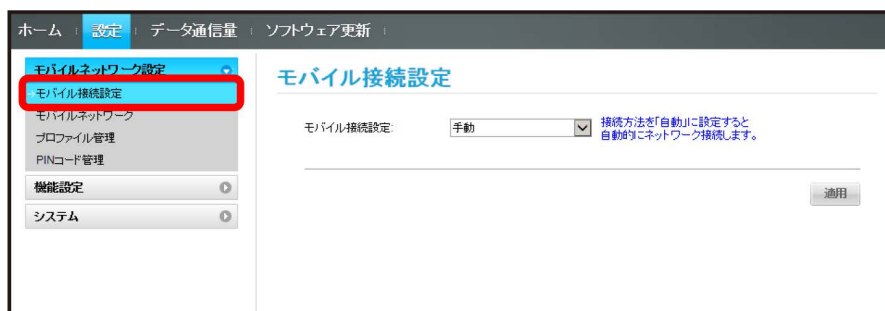 ホーム 設定 データ通信量 ソフトウェア更新
モバイルネットワーク設定
モバイル接続設定
モバイルネットワーク
プロファイル管理
PINコード管理
機能設定
システム
モバイル接続設定
モバイル接続設定: 手動
接続方法を「自動」に設定すると
自動的にネットワーク接続します。
適用